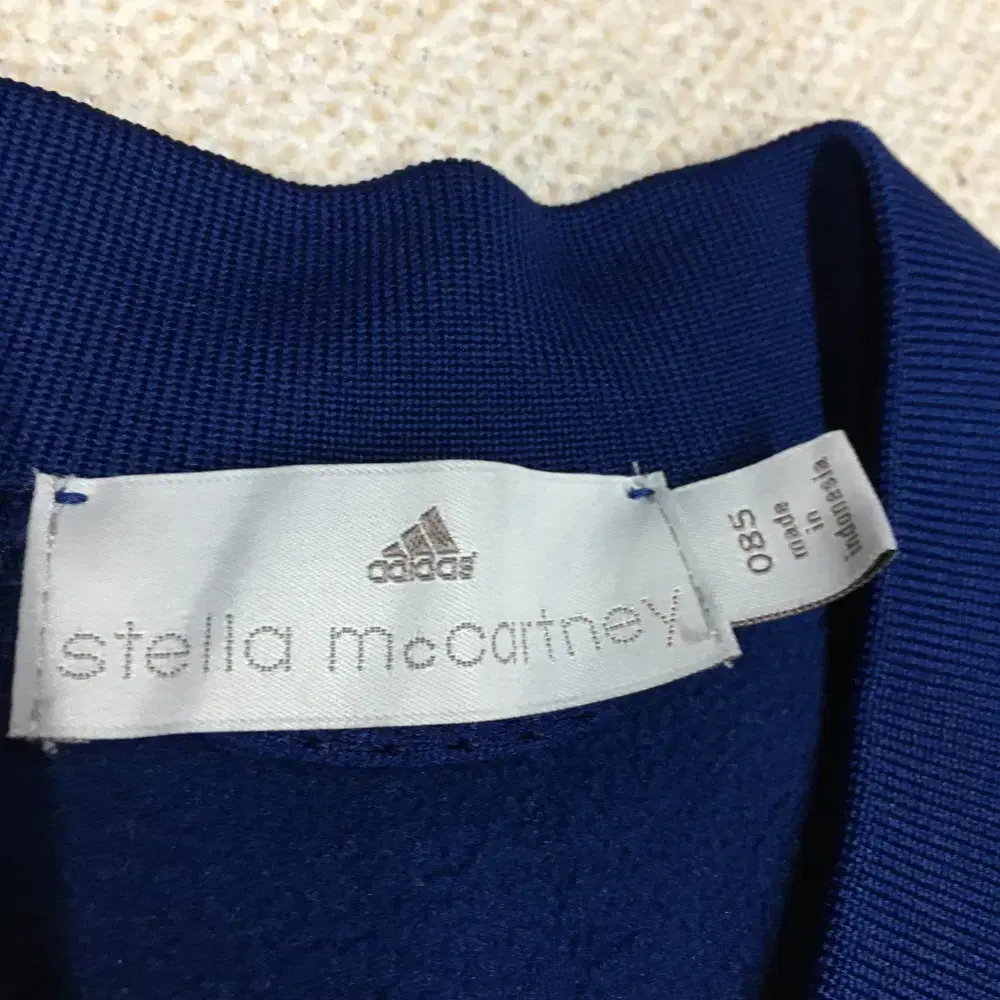 adidas
stella mcCartney
085
made
in
indonesia